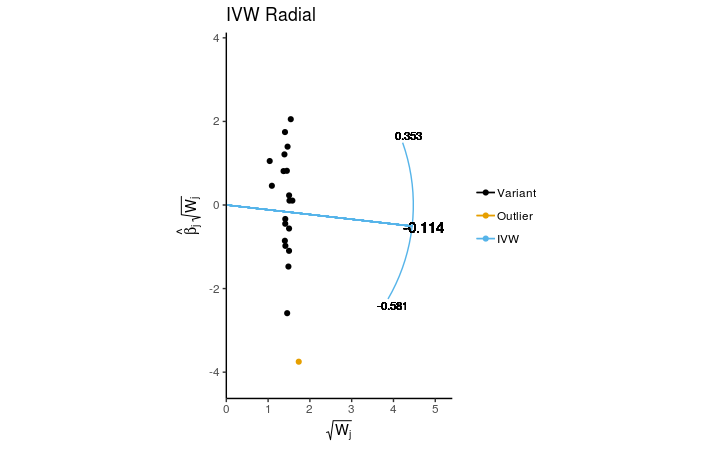 IVW Radial
4
2
0
-2
-4
β̂j√Wj
0.353
-0.114
-0.581
0 1 2 3 4 5
√Wj
Variant
Outlier
IVW